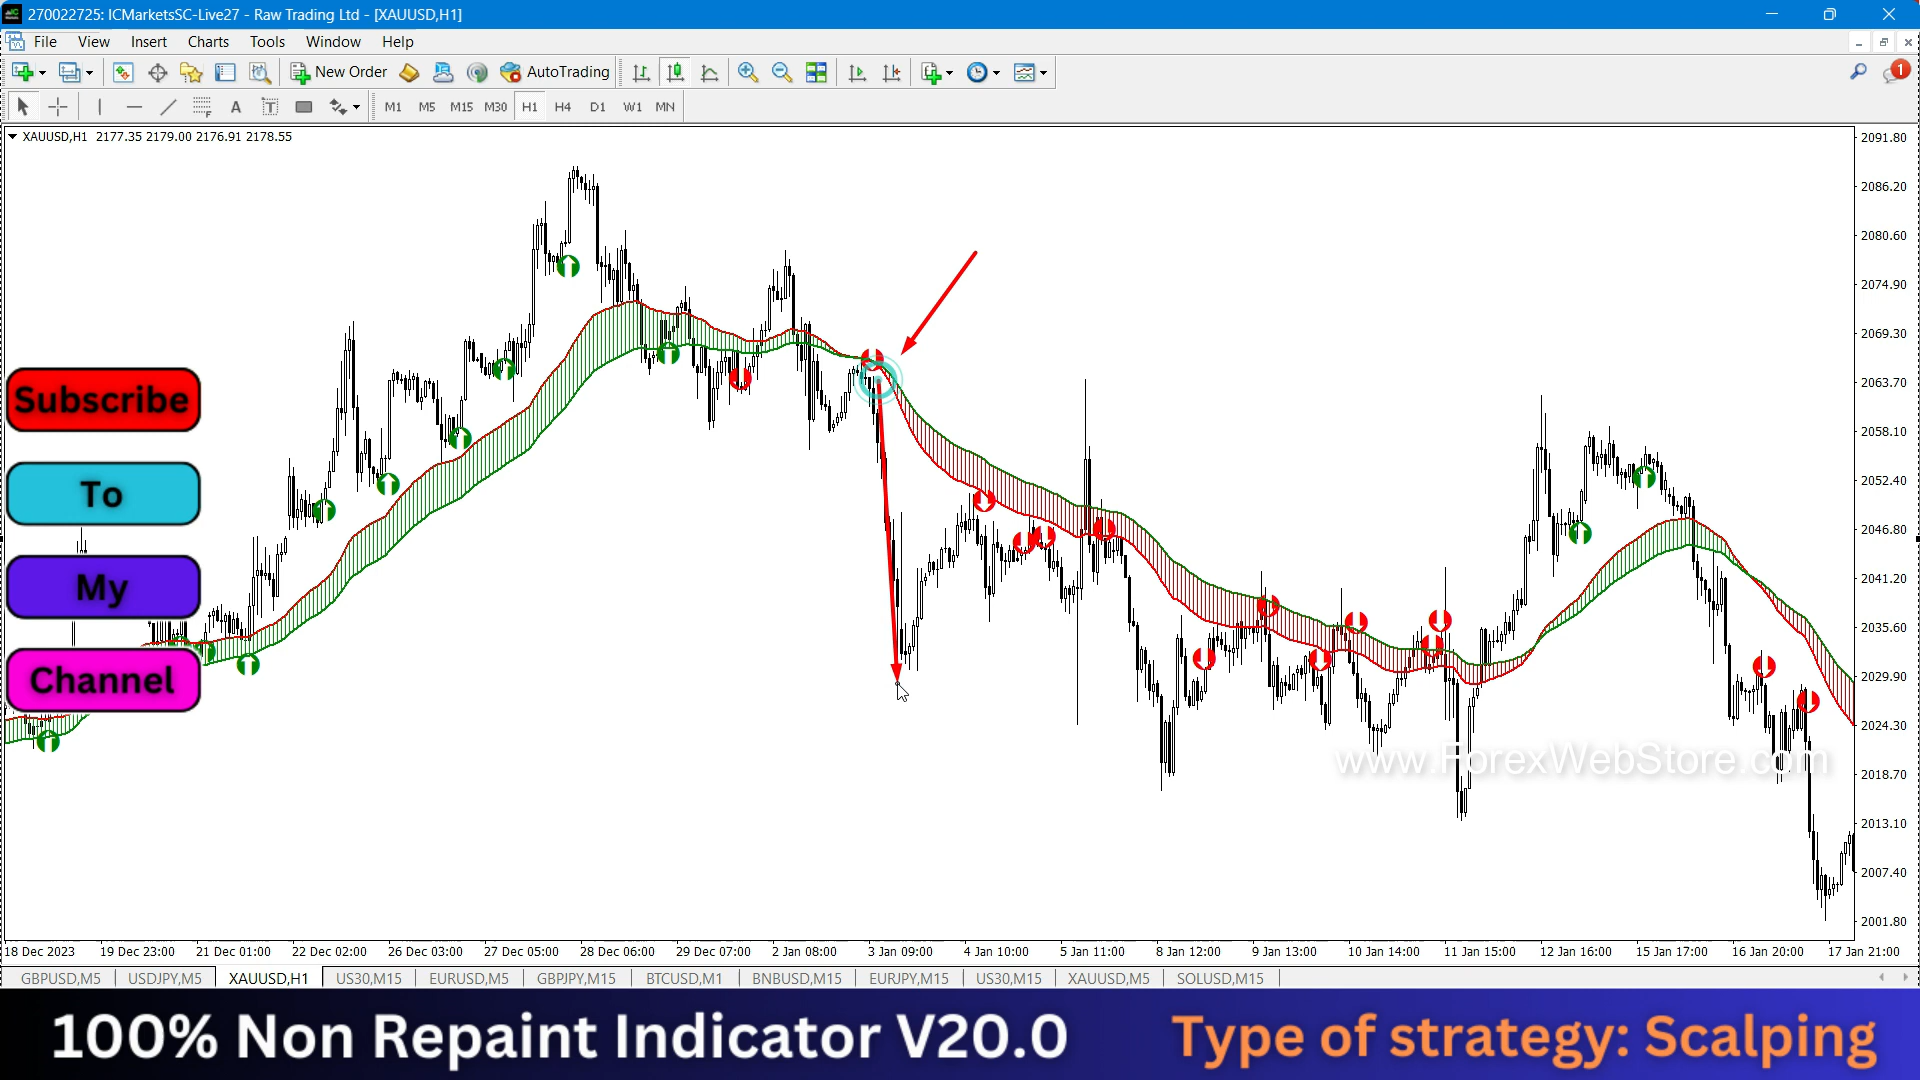 270022725: ICMarketsSC-Live27 - Raw Trading Ltd - [XAUUSD,H1]
File View Insert Charts Tools Window Help
New Order AutoTrading 1
A T M1 M5 M15 M30 H1 H4 D1 W1 MN
XAUUSD,H1 2177.35 2179.00 2176.91 2178.55
2091.80
2086.20
2080.60
2074.90
2069.30
2063.70
2058.10
2052.40
2046.80
2041.20
2035.60
2029.90
2024.30
2018.70
2013.10
2007.40
2001.80
Subscribe
To
My
Channel
www.ForexWebStore.com
18 Dec 2023 19 Dec 23:00 21 Dec 01:00 22 Dec 02:00 26 Dec 03:00 27 Dec 05:00 28 Dec 06:00 29 Dec 07:00 2 Jan 08:00 3 Jan 09:00 4 Jan 10:00 5 Jan 11:00 8 Jan 12:00 9 Jan 13:00 10 Jan 14:00 11 Jan 15:00 12 Jan 16:00 15 Jan 17:00 16 Jan 20:00 17 Jan 21:00
GBPUSD,M5 USDJPY,M5 XAUUSD,H1 US30,M15 EURUSD,M5 GBPJPY,M15 BTCUSD,M1 BNBUSD,M15 EURJPY,M15 US30,M15 XAUUSD,M5 SOLUSD,M15
100% Non Repaint Indicator V20.0 Type of strategy: Scalping